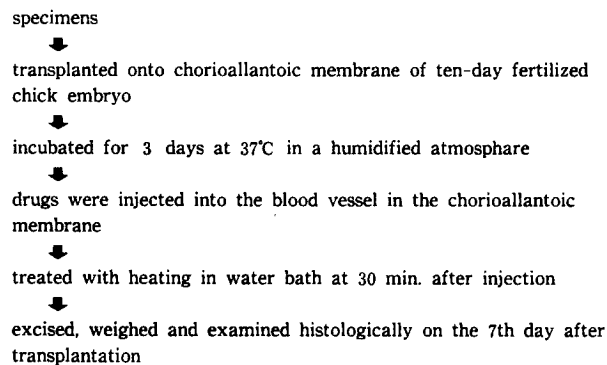 specimens
transplanted onto chorioallantoic membrane of ten-day fertilized
chick embryo
incubated for 3 days at 37℃ in a humidified atmosphare
drugs were injected into the blood vessel in the chorioallantoic
membrane
treated with heating in water bath at 30 min. after injection
excised, weighed and examined histologically on the 7th day after
transplantation